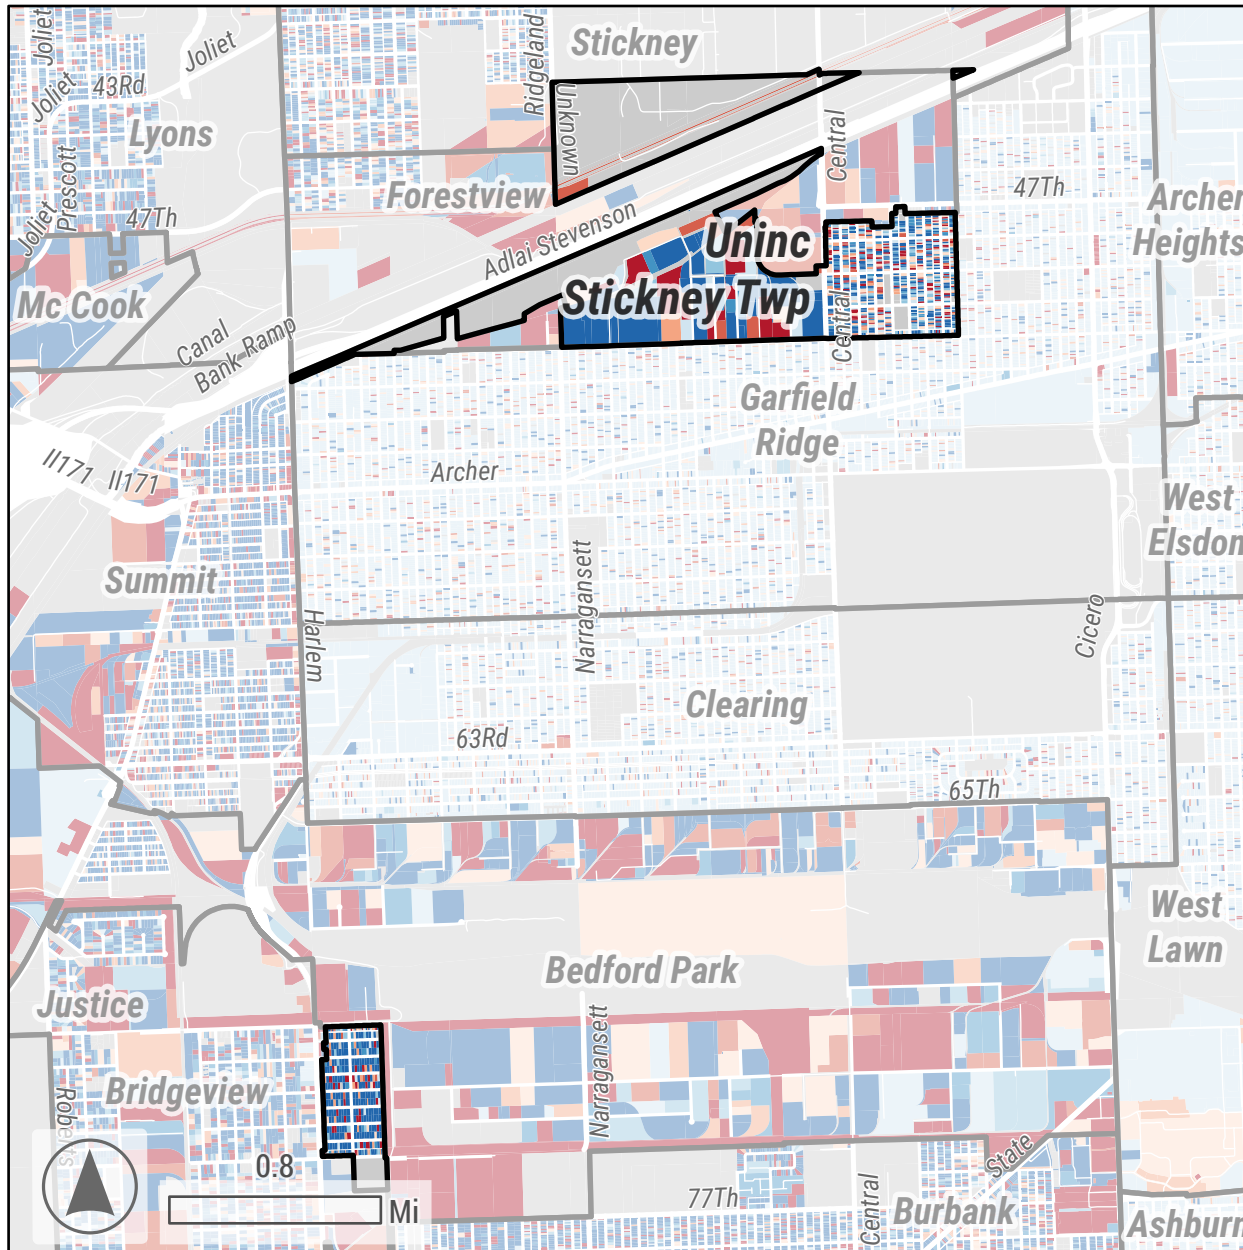 Joliet
Joliet
Ridgeland
Stickney
43Rd
Joliet
Unknown
Lyons
Central
Prescott
Forestview
47Th
47Th
Archer
Heights
Joliet
Adlai Stevenson
Uninc
Stickney Twp
Mc Cook
Canal
Bank Ramp
Central
Garfield
Ridge
Il171
Il171
Archer
West
Elsdon
Summit
Harlem
Narragansett
Cicero
Clearing
63Rd
65Th
West
Lawn
Bedford Park
Justice
Narragansett
Bridgeview
Roberts
0.8
Mi
State
77Th
Central
Burbank
Ashburn